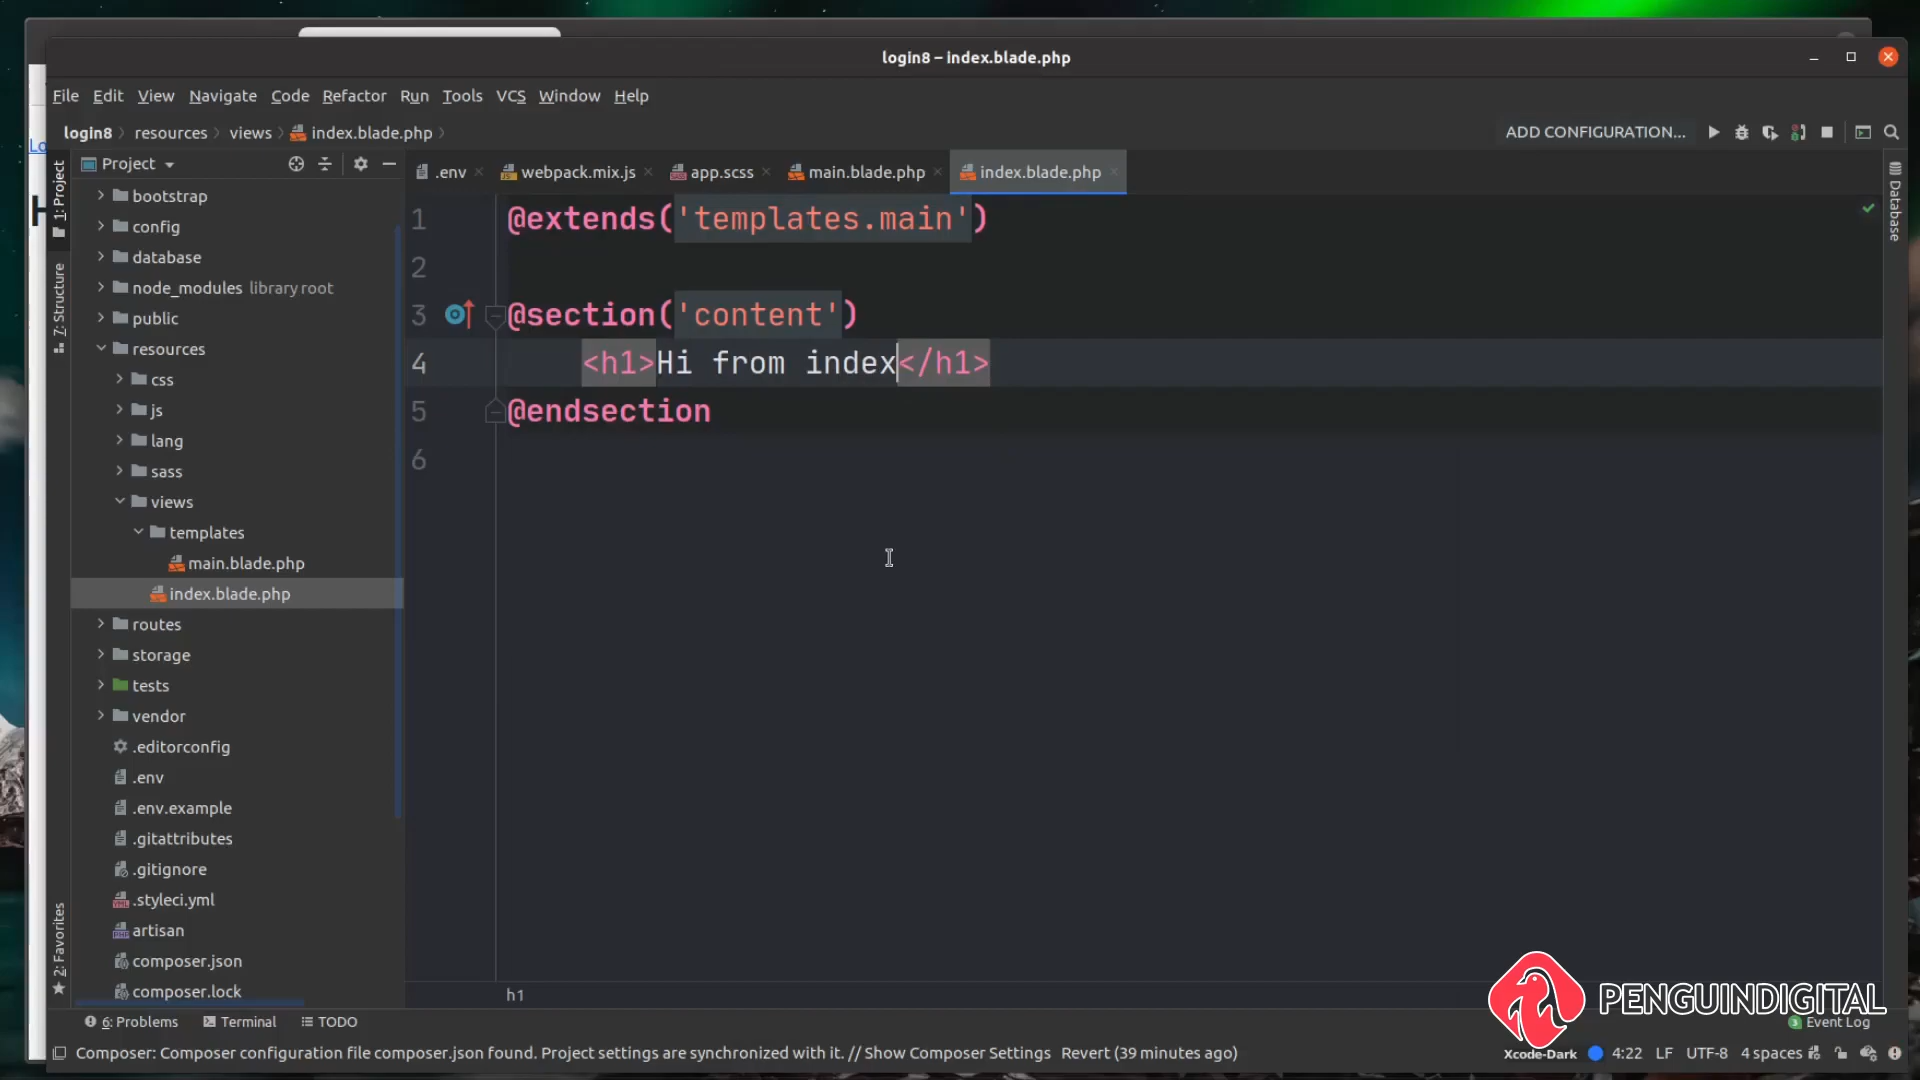 login8 – index.blade.php
File Edit View Navigate Code Refactor Run Tools VCS Window Help
login8 resources views index.blade.php
ADD CONFIGURATION...
Lo
H
Project
.env webpack.mix.js app.scss main.blade.php index.blade.php
1: Project
7: Structure
2: Favorites
Database
bootstrap
config
database
node_modules library root
public
resources
css
js
lang
sass
views
templates
main.blade.php
index.blade.php
routes
storage
tests
vendor
.editorconfig
.env
.env.example
.gitattributes
.gitignore
.styleci.yml
artisan
composer.json
composer.lock
1 @extends('templates.main')
2
3 @section('content')
4 <h1>Hi from index</h1>
5 @endsection
6
h1
PENGUINDIGITAL
6: Problems Terminal TODO
3 Event Log
Composer: Composer configuration file composer.json found. Project settings are synchronized with it. // Show Composer Settings Revert (39 minutes ago)
Xcode-Dark 4:22 LF UTF-8 4 spaces